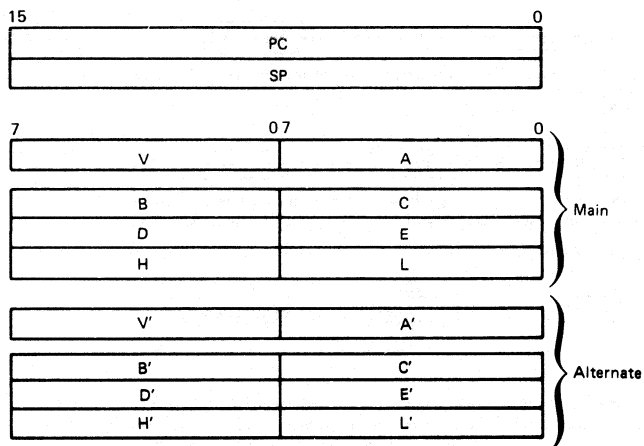 15 0
PC
SP
7 0 7 0
V A
B C
D E
H L
Main
V' A'
B' C'
D' E'
H' L'
Alternate